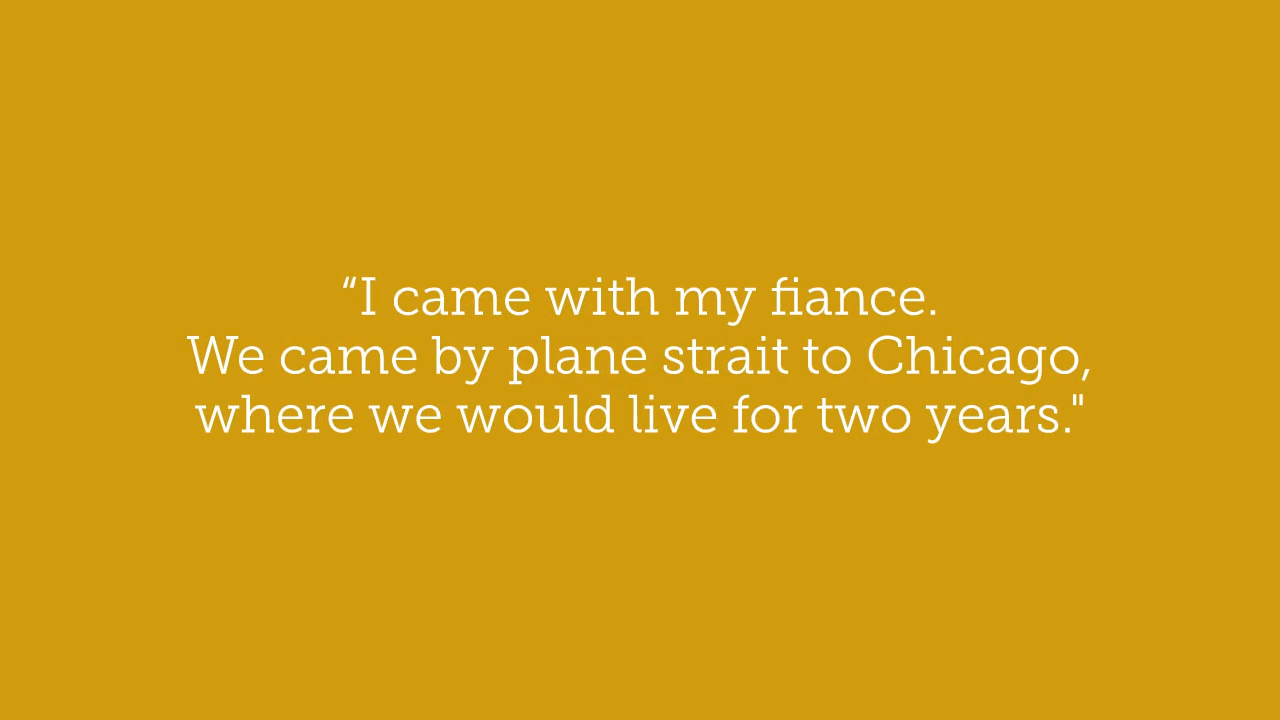 “I came with my fiance.
We came by plane strait to Chicago,
where we would live for two years."